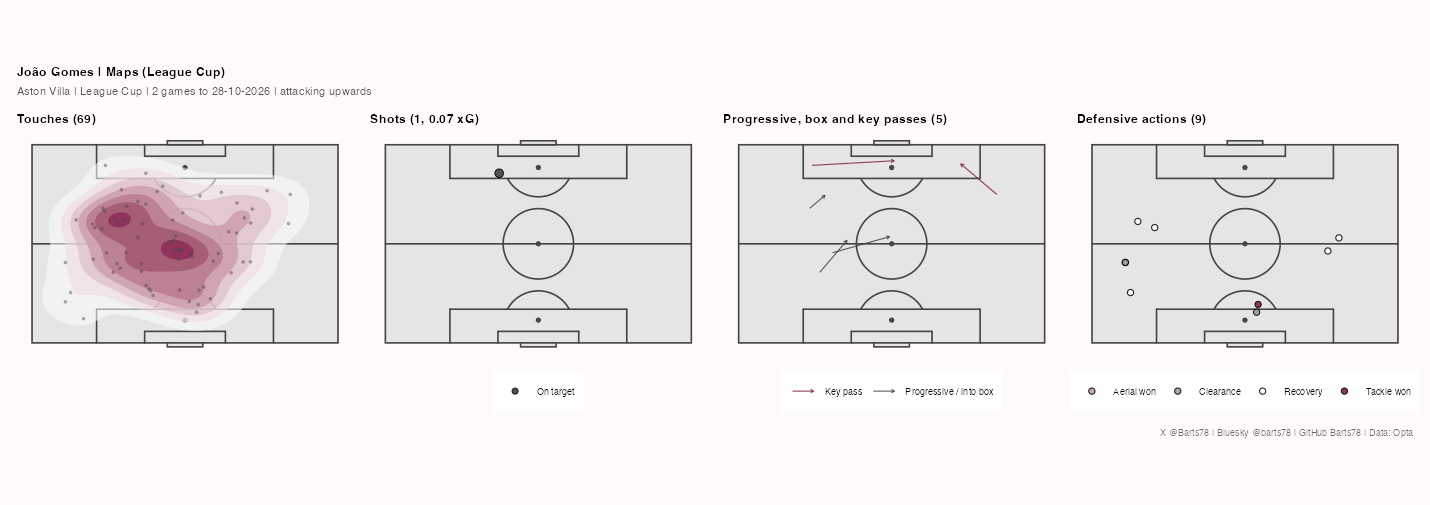 João Gomes | Maps (League Cup)
Aston Villa | League Cup | 2 games to 28-10-2026 | attacking upwards
Touches (69)
Shots (1, 0.07 xG)
Progressive, box and key passes (5)
Defensive actions (9)
On target
Key pass
Progressive / into box
Aerial won
Clearance
Recovery
Tackle won
X @Barts78 | Bluesky @barts78 | GitHub Barts78 | Data: Opta